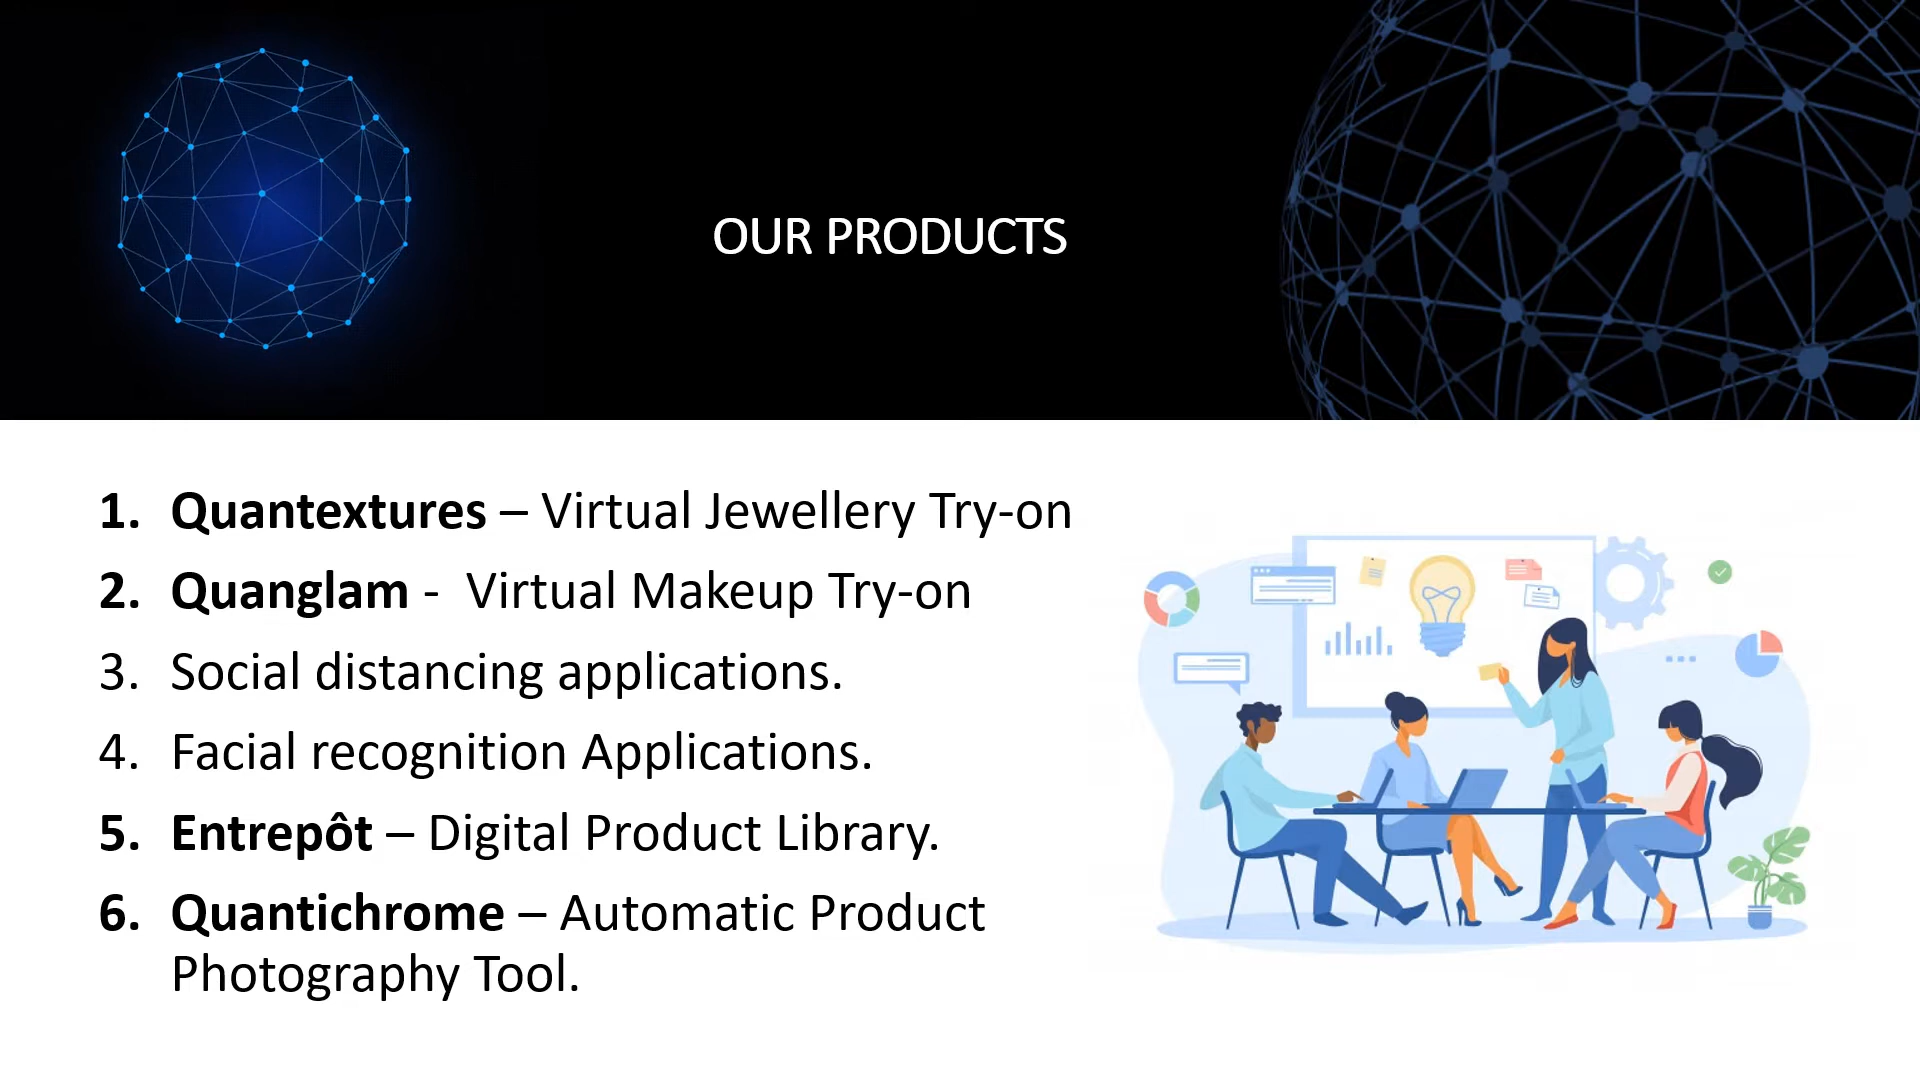 OUR PRODUCTS
1. Quantextures – Virtual Jewellery Try-on
2. Quanglam - Virtual Makeup Try-on
3. Social distancing applications.
4. Facial recognition Applications.
5. Entrepôt – Digital Product Library.
6. Quantichrome – Automatic Product
Photography Tool.